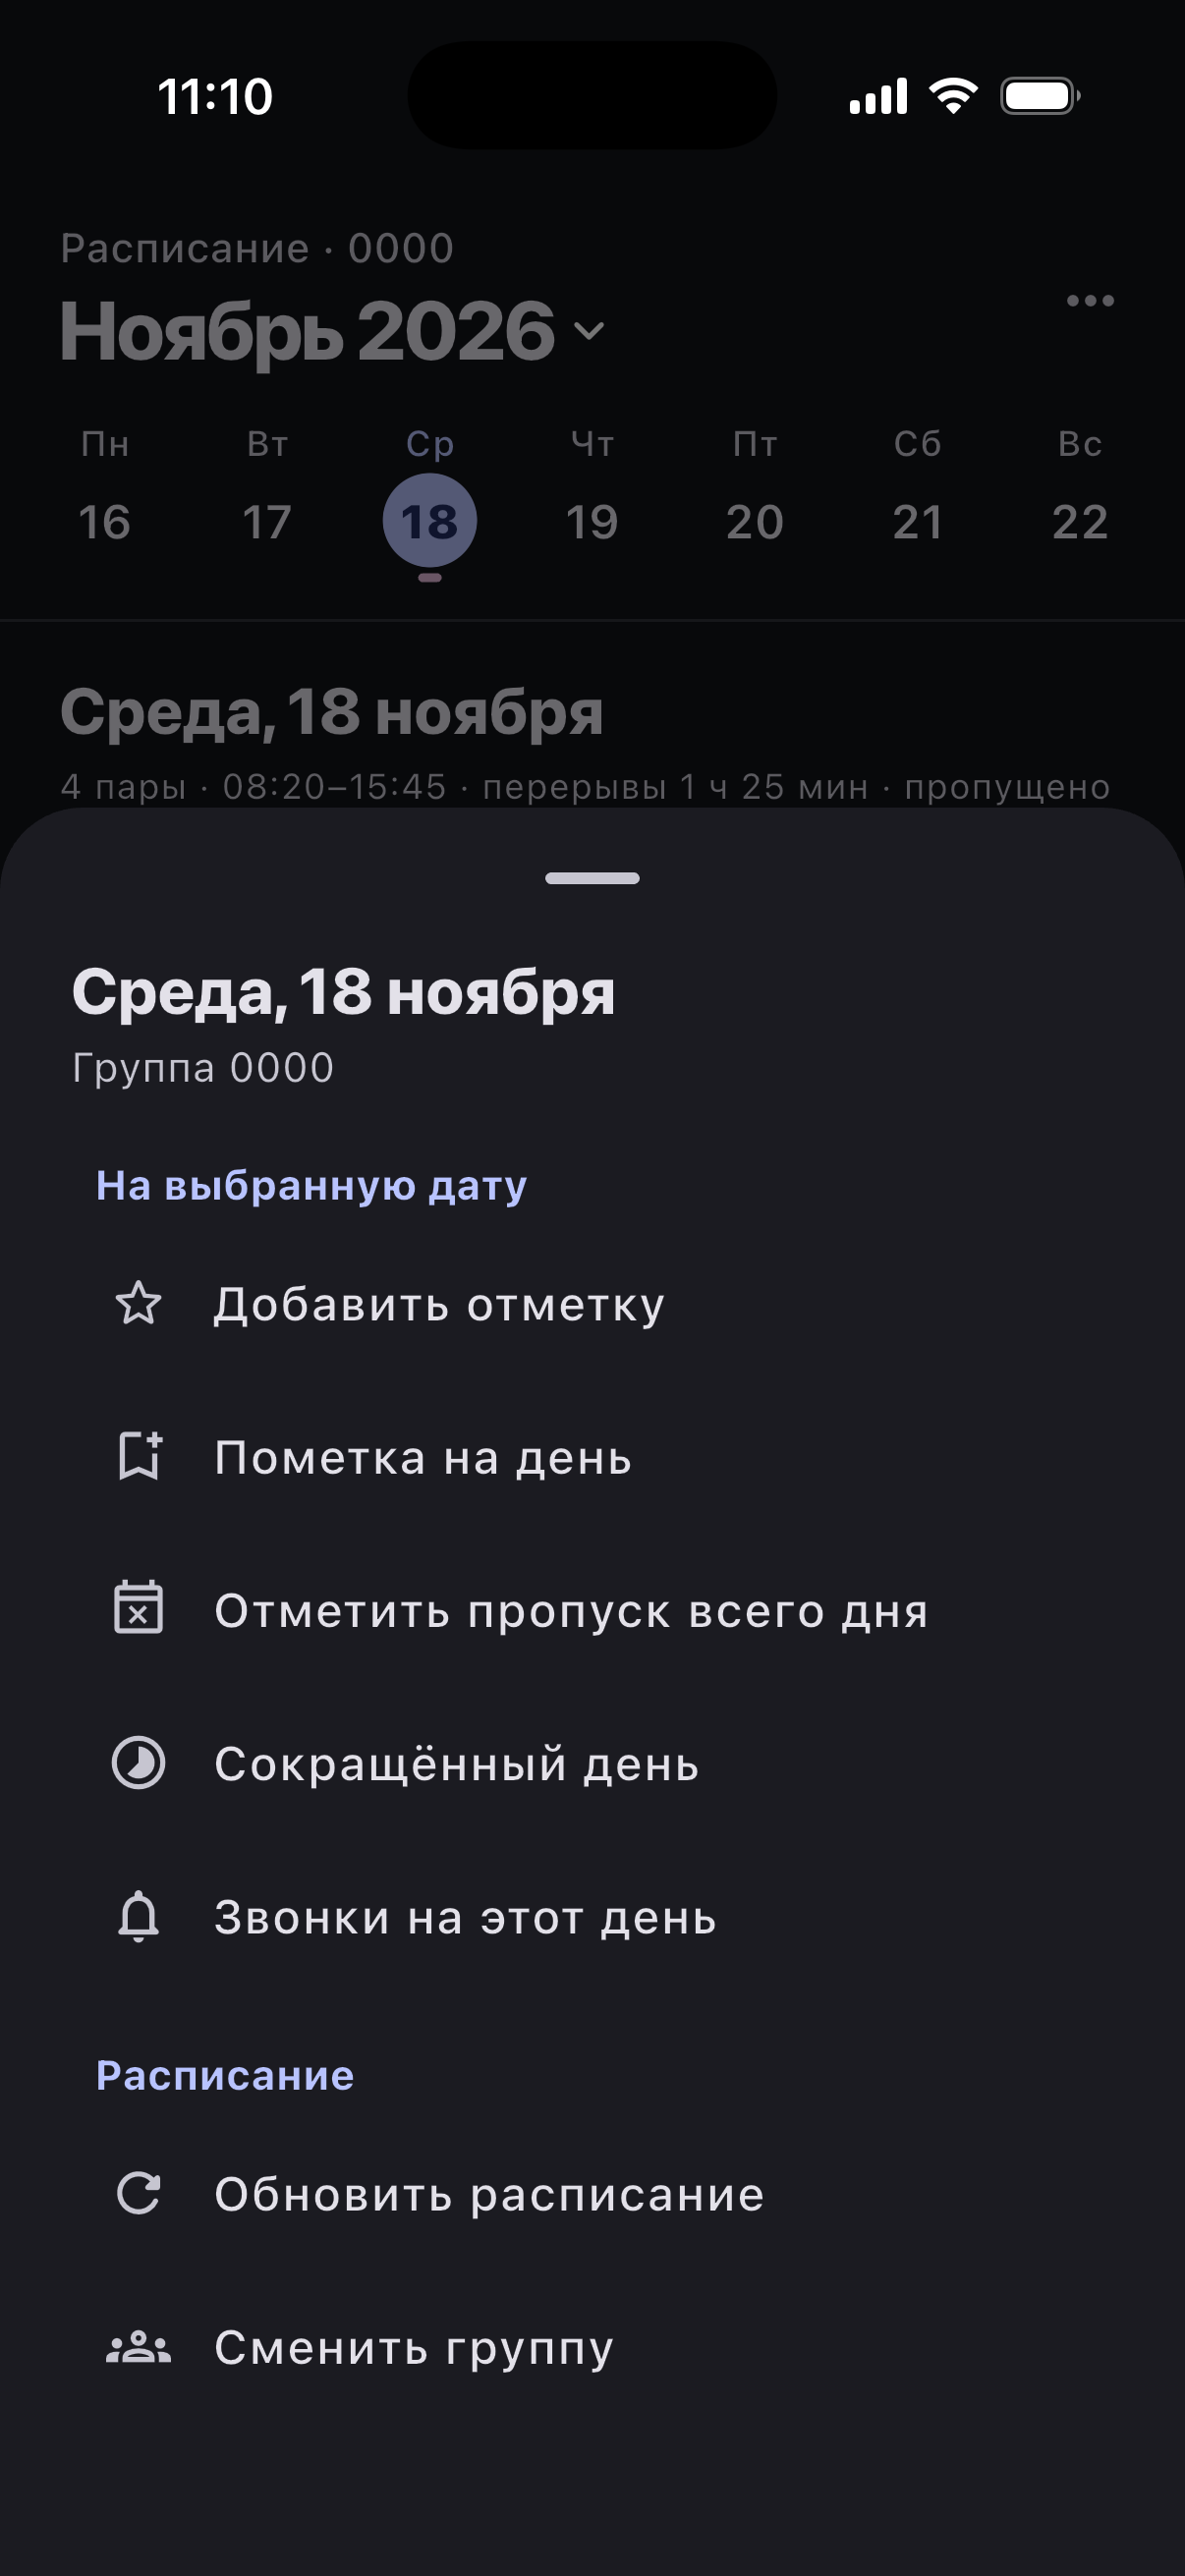 11:10
Расписание · 0000
Ноябрь 2026
Пн Вт Ср Чт Пт Сб Вс
16 17 18 19 20 21 22
Среда, 18 ноября
4 пары · 08:20–15:45 · перерывы 1 ч 25 мин · пропущено
Среда, 18 ноября
Группа 0000
На выбранную дату
Добавить отметку
Пометка на день
Отметить пропуск всего дня
Сокращённый день
Звонки на этот день
Расписание
Обновить расписание
Сменить группу